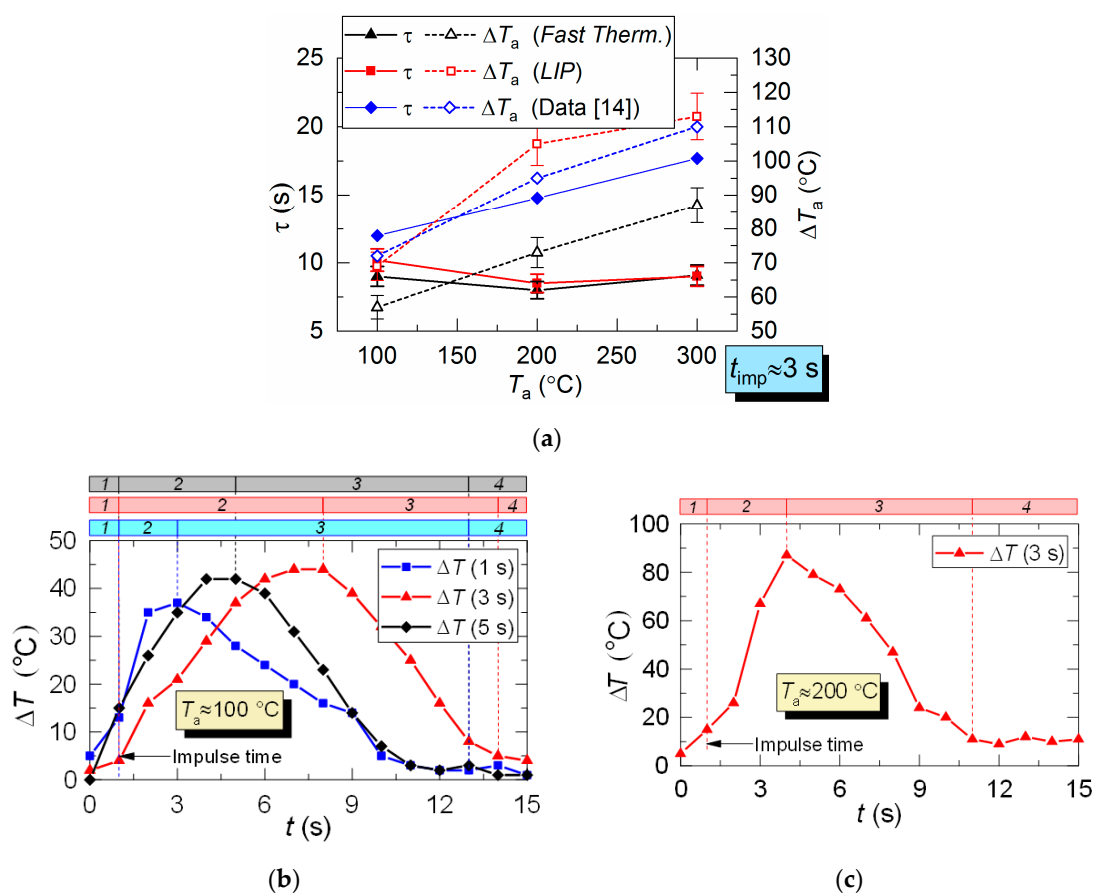 τ ΔTa (Fast Therm.)
τ ΔTa (LIP)
τ ΔTa (Data [14])
25 130
120
110
20
100
15 90
80
10 70
60
5 50
τ (s)
ΔTa (°C)
100 150 200 250 300
Ta (°C)
timp≈3 s
(a)
1 2 3 4
1 2 3 4
1 2 3 4
50
40
30
20
10
0
ΔT (°C)
ΔT (1 s)
ΔT (3 s)
ΔT (5 s)
Ta≈100 °C
Impulse time
0 3 6 9 12 15
t (s)
(b)
1 2 3 4
100
80
60
40
20
0
ΔT (°C)
ΔT (3 s)
Ta≈200 °C
Impulse time
0 3 6 9 12 15
t (s)
(c)